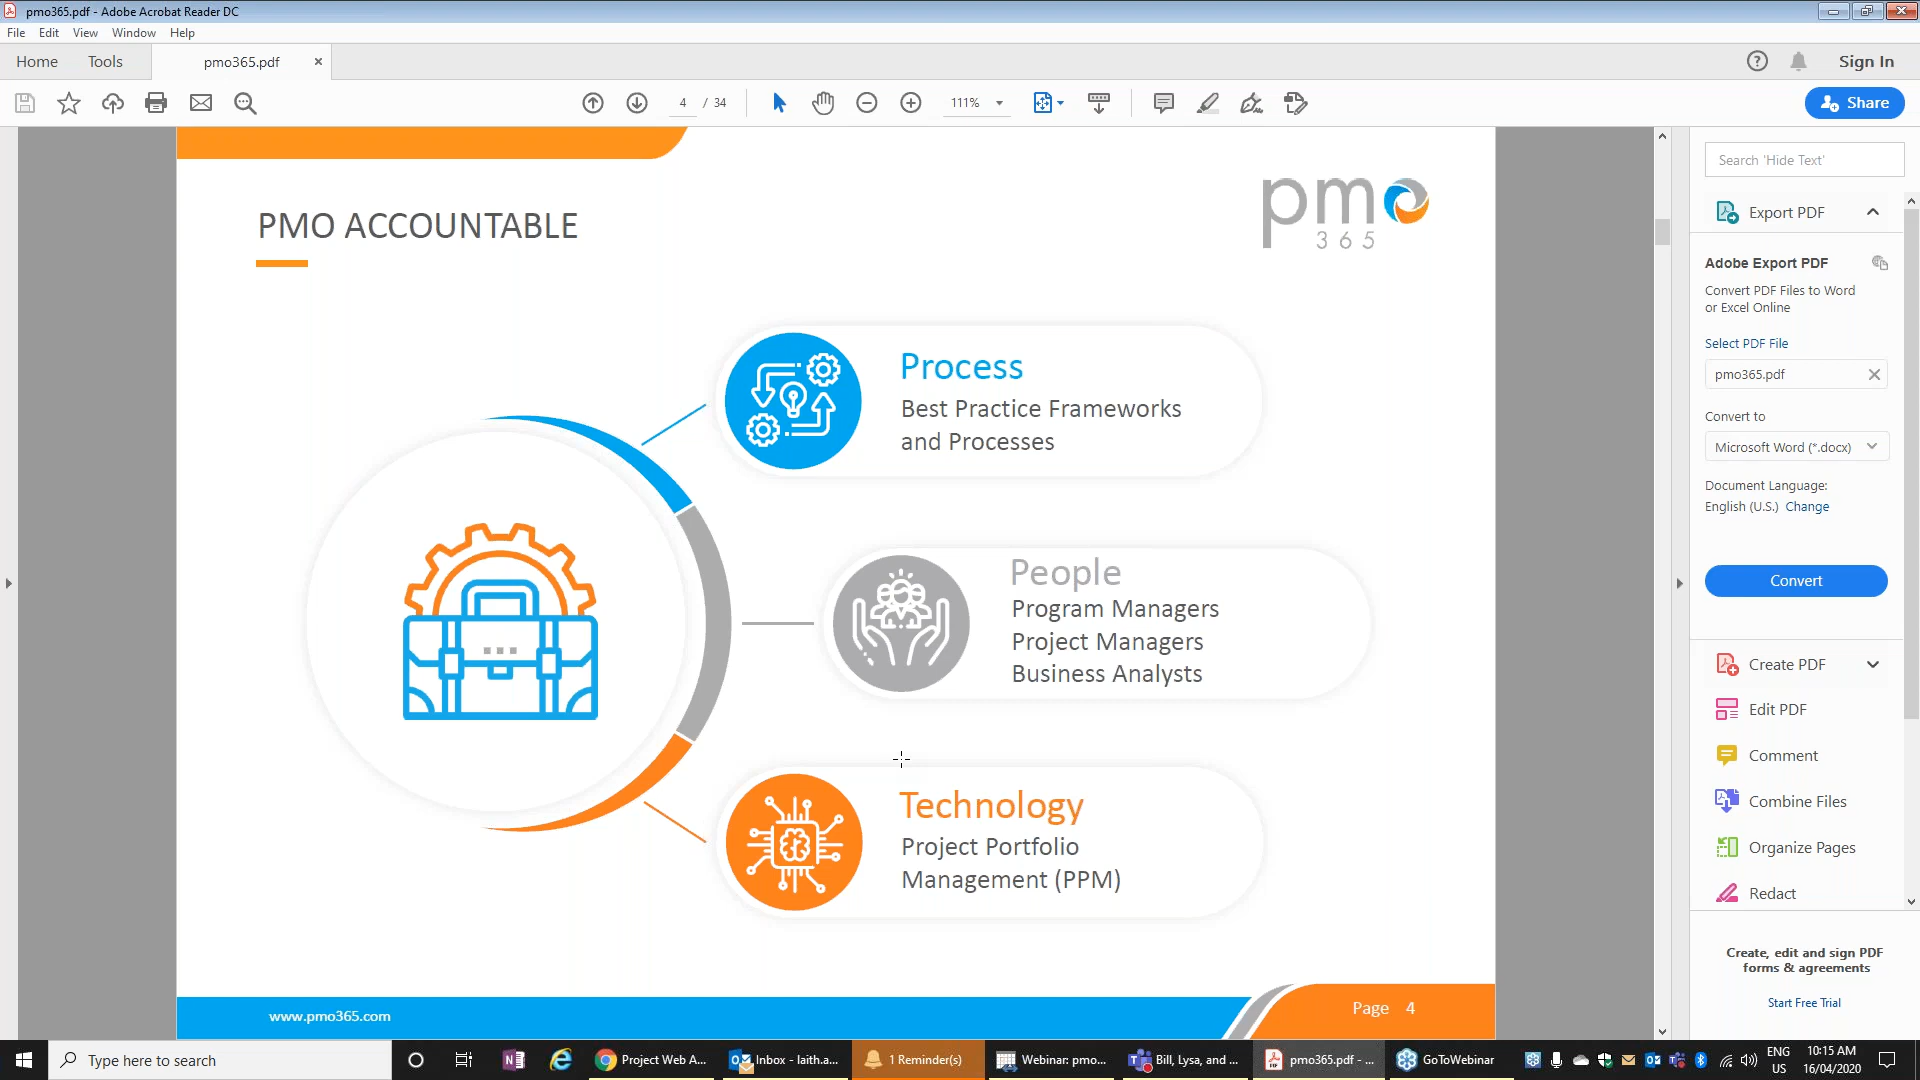 pmo365.pdf - Adobe Acrobat Reader DC
File Edit View Window Help
Home Tools pmo365.pdf × Sign In
4 / 34 111% Share
PMO ACCOUNTABLE
pmo
365
Process
Best Practice Frameworks
and Processes
People
Program Managers
Project Managers
Business Analysts
Technology
Project Portfolio
Management (PPM)
www.pmo365.com
Page 4
Search 'Hide Text'
Export PDF
Adobe Export PDF
Convert PDF Files to Word
or Excel Online
Select PDF File
pmo365.pdf
Convert to
Microsoft Word (*.docx)
Document Language:
English (U.S.) Change
Convert
Create PDF
Edit PDF
Comment
Combine Files
Organize Pages
Redact
Create, edit and sign PDF
forms & agreements
Start Free Trial
Type here to search Project Web A... Inbox - laith.a... 1 Reminder(s) Webinar: pmo... Bill, Lysa, and ... pmo365.pdf - ... GoToWebinar
ENG
US
10:15 AM
16/04/2020